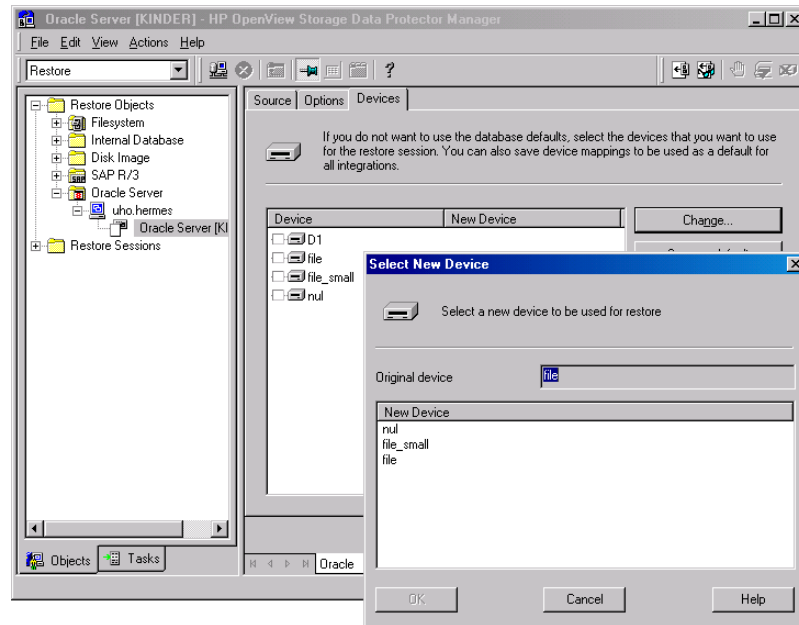 Oracle Server [KINDER] - HP OpenView Storage Data Protector Manager
File Edit View Actions Help
Restore
Restore Objects
Filesystem
Internal Database
Disk Image
SAP R/3
Oracle Server
uho.hermes
Oracle Server [KI
Restore Sessions
Objects Tasks
Source Options Devices
If you do not want to use the database defaults, select the devices that you want to use
for the restore session. You can also save device mappings to be used as a default for
all integrations.
Device New Device
Change...
D1
file
file_small
nul
Oracle
Select New Device
Select a new device to be used for restore
Original device file
New Device
nul
file_small
file
OK Cancel Help